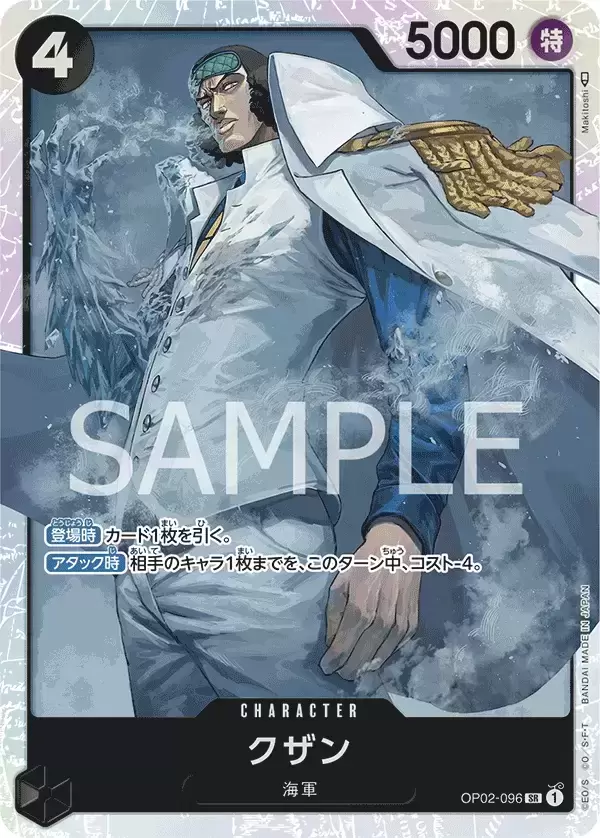 4
5000 特
Makitoshi
SAMPLE
登場時 カード1枚を引く。
アタック時 相手のキャラ1枚までを、このターン中、コスト-4。
CHARACTER
クザン
海軍
OP02-096 SR 1
©E.O/S ©O/S・F・T BANDAI MADE IN JAPAN